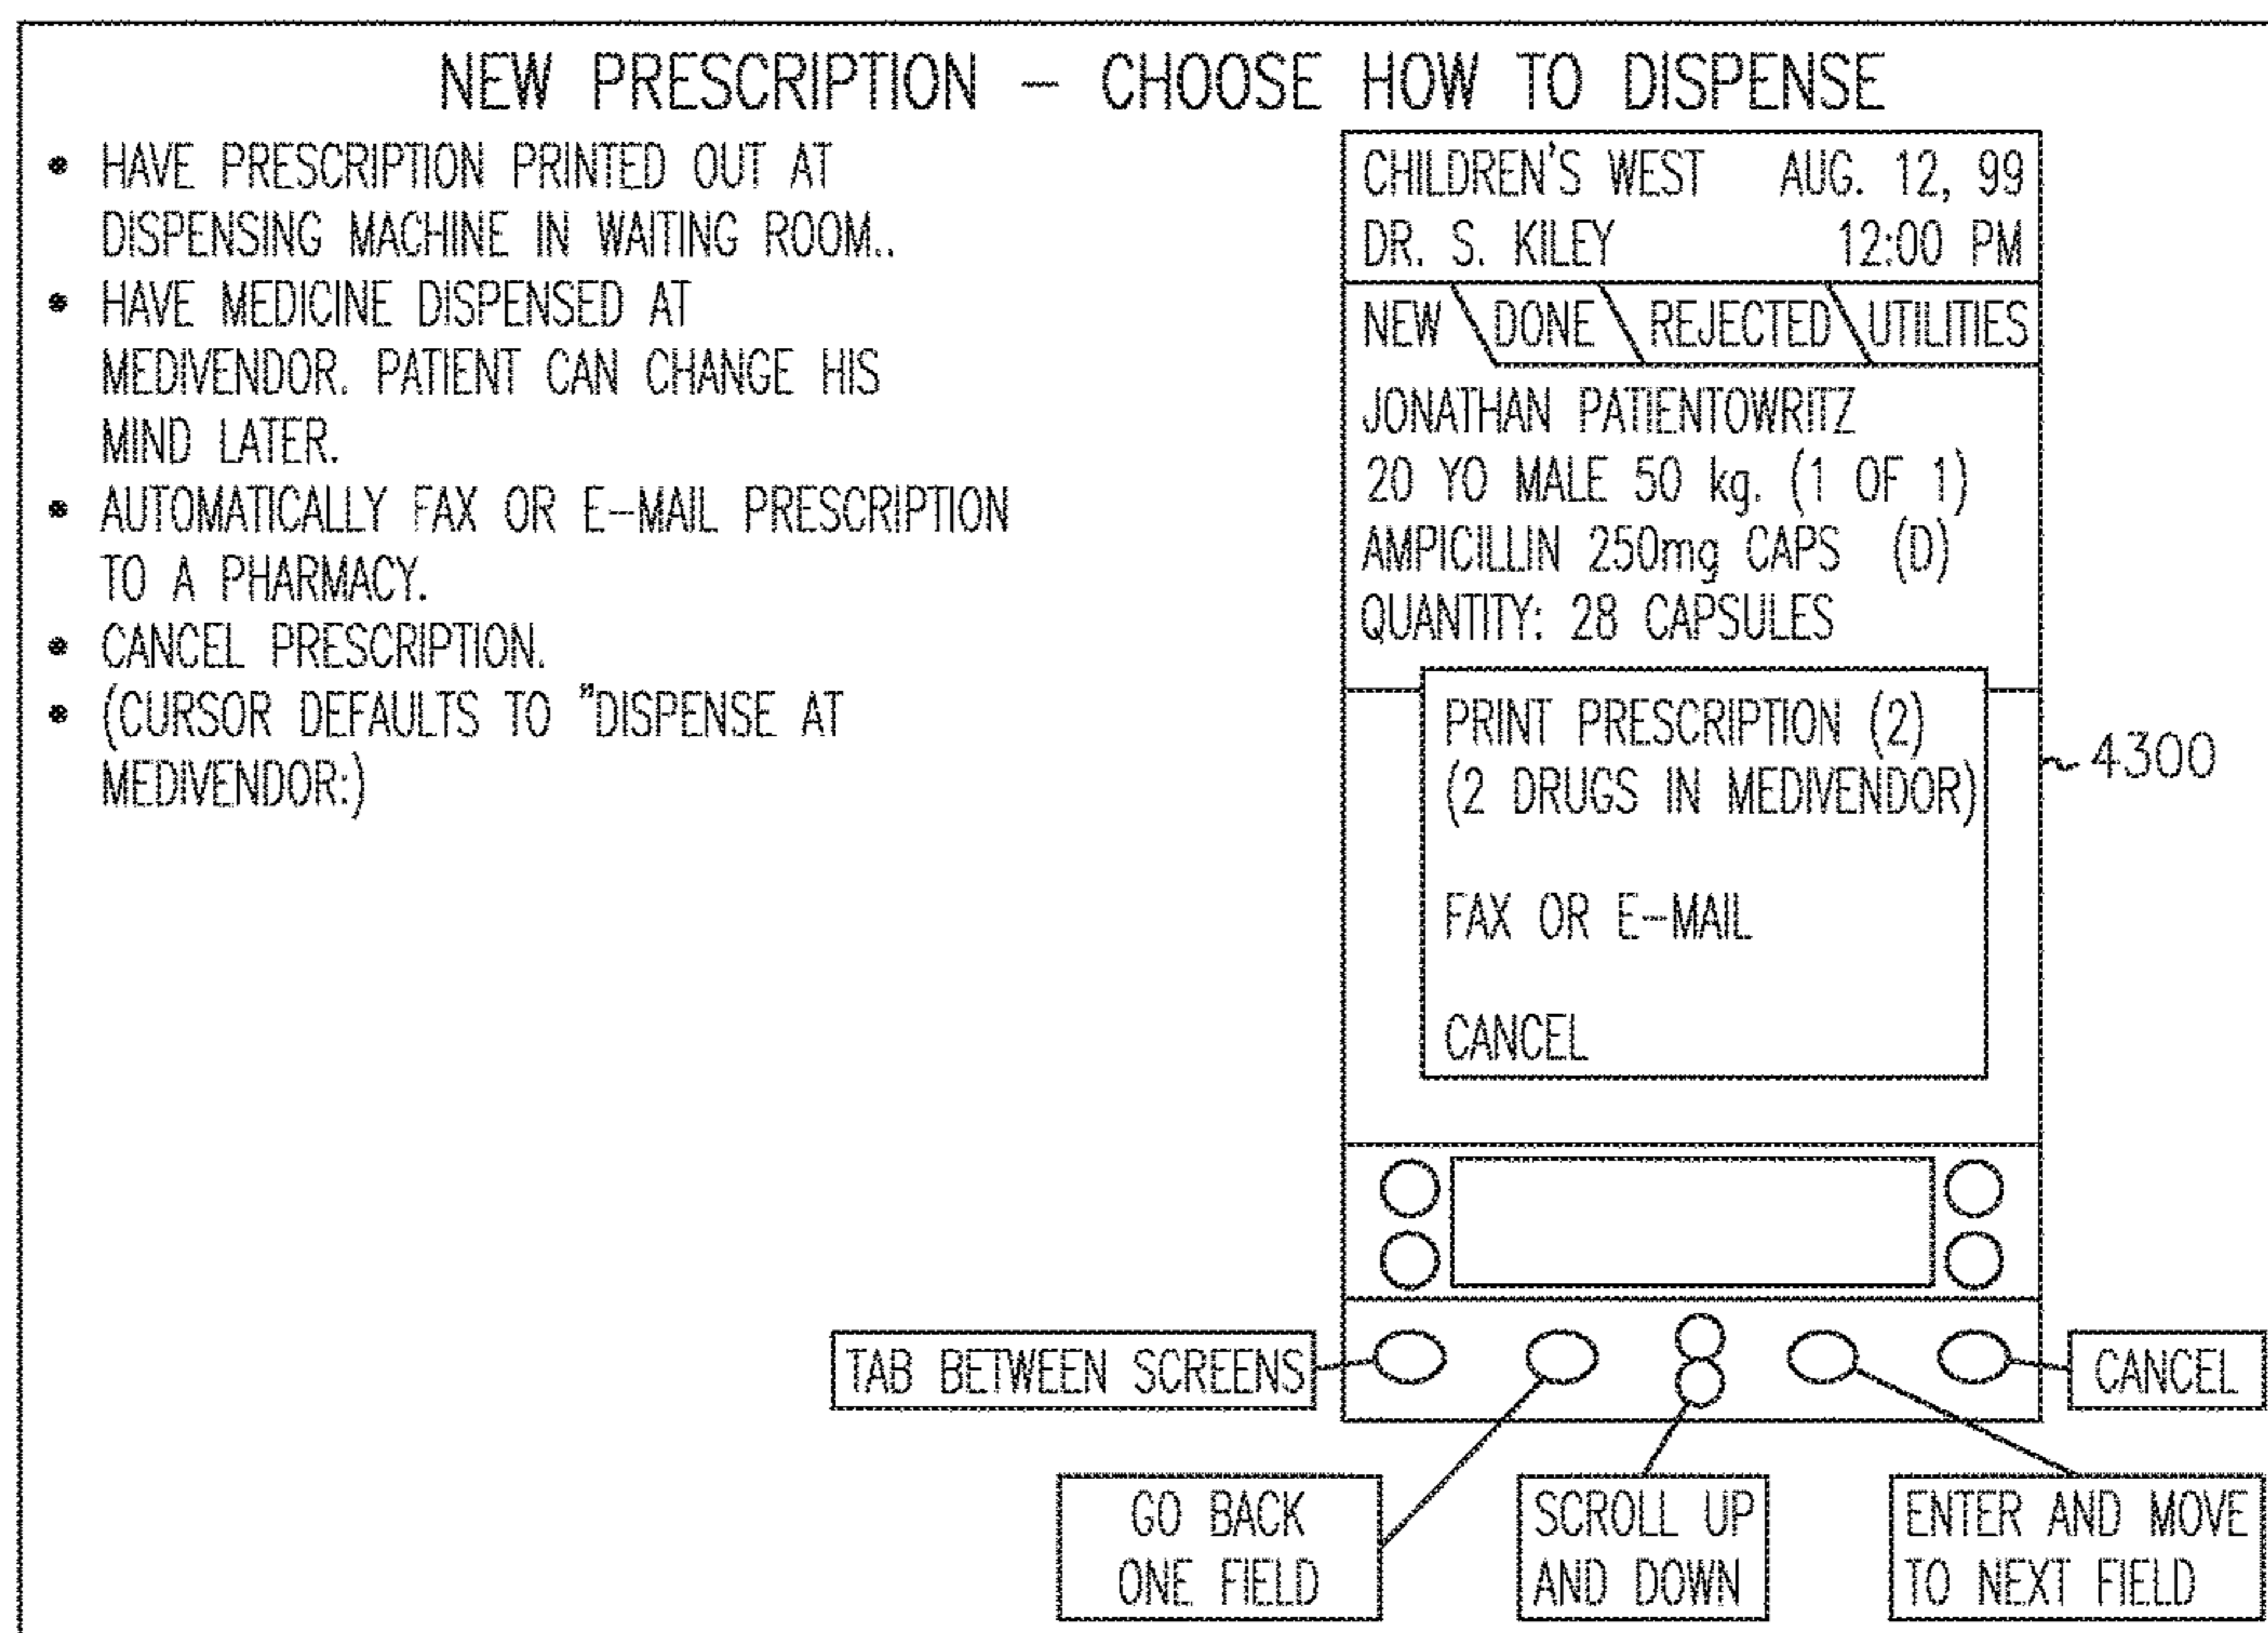 NEW PRESCRIPTION – CHOOSE HOW TO DISPENSE
• HAVE PRESCRIPTION PRINTED OUT AT
DISPENSING MACHINE IN WAITING ROOM..
• HAVE MEDICINE DISPENSED AT
MEDIVENDOR. PATIENT CAN CHANGE HIS
MIND LATER.
• AUTOMATICALLY FAX OR E–MAIL PRESCRIPTION
TO A PHARMACY.
• CANCEL PRESCRIPTION.
• (CURSOR DEFAULTS TO "DISPENSE AT
MEDIVENDOR:)
CHILDREN'S WEST AUG. 12, 99
DR. S. KILEY 12:00 PM
NEW DONE REJECTED UTILITIES
JONATHAN PATIENTOWRITZ
20 YO MALE 50 kg. (1 OF 1)
AMPICILLIN 250mg CAPS (D)
QUANTITY: 28 CAPSULES
PRINT PRESCRIPTION (2)
(2 DRUGS IN MEDIVENDOR)
FAX OR E–MAIL
CANCEL
4300
TAB BETWEEN SCREENS
CANCEL
GO BACK
ONE FIELD
SCROLL UP
AND DOWN
ENTER AND MOVE
TO NEXT FIELD